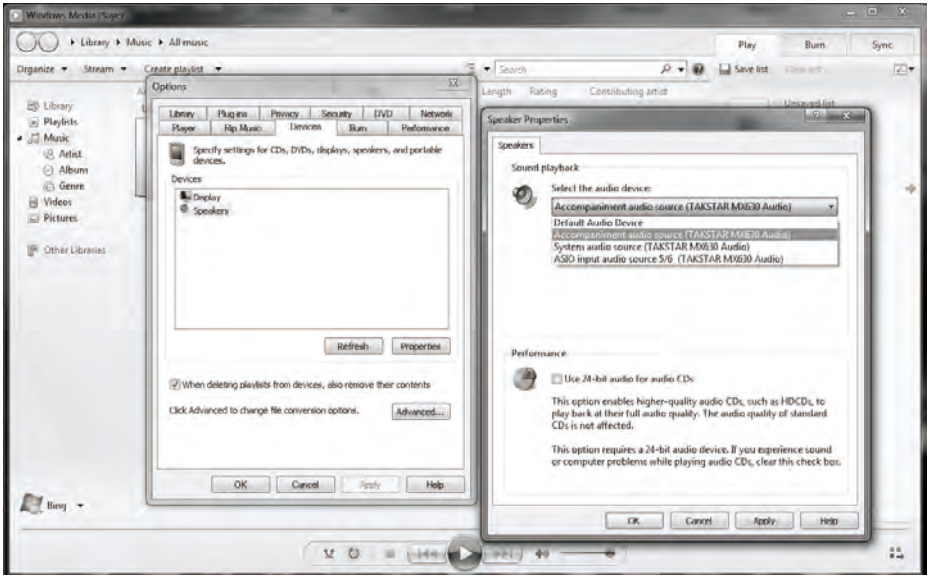 Windows Media Player
Library ▸ Music ▸ All music
Play Burn Sync
Organize Stream Create playlist
Search
Save list Clear list
Length Rating Contributing artist
Unsaved list
Library
Playlists
Music
Artist
Album
Genre
Videos
Pictures
Other Libraries
Bing
Options
Library Plug-ins Privacy Security DVD Network
Player Rip Music Devices Burn Performance
Specify settings for CDs, DVDs, displays, speakers, and portable
devices.
Devices
Display
Speakers
Refresh Properties
When deleting playlists from devices, also remove their contents
Click Advanced to change file conversion options. Advanced...
OK Cancel Apply Help
Speaker Properties
Speakers
Sound playback
Select the audio device:
Accompaniment audio source (TAKSTAR MX630 Audio)
Default Audio Device
Accompaniment audio source (TAKSTAR MX630 Audio)
System audio source (TAKSTAR MX630 Audio)
ASIO input audio source 5/6 (TAKSTAR MX630 Audio)
Performance
Use 24-bit audio for audio CDs
This option enables higher-quality audio CDs, such as HDCDs, to
play back at their full audio quality. The audio quality of standard
CDs is not affected.
This option requires a 24-bit audio device. If you experience sound
or computer problems while playing audio CDs, clear this check box.
OK Cancel Apply Help